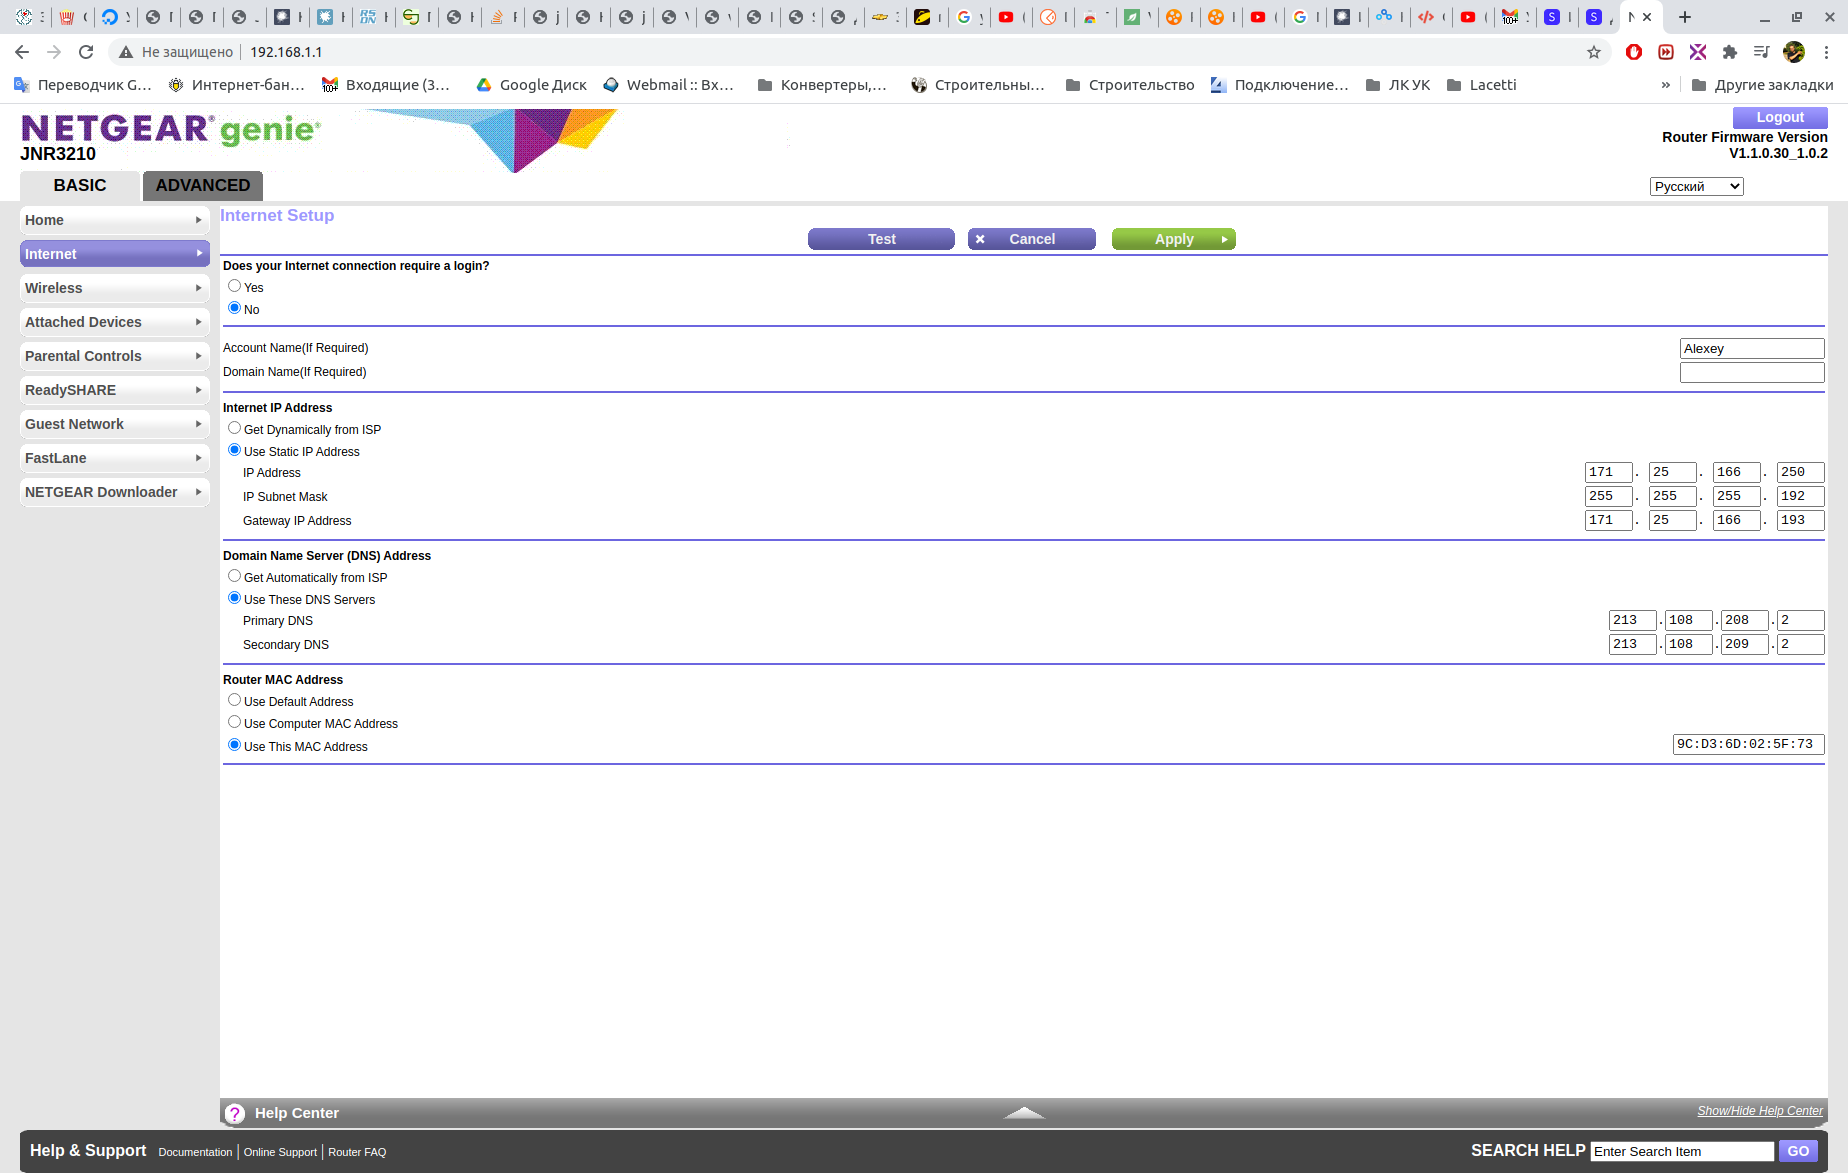 Не защищено 192.168.1.1
Переводчик G… Интернет-бан… Входящие (3… Google Диск Webmail :: Вх… Конвертеры,… Строительны… Строительство Подключение… ЛК УК Lacetti » Другие закладки
NETGEAR® genie®
JNR3210
Logout
Router Firmware Version
V1.1.0.30_1.0.2
BASIC
ADVANCED
Русский
Home
Internet
Wireless
Attached Devices
Parental Controls
ReadySHARE
Guest Network
FastLane
NETGEAR Downloader
Internet Setup
Test
Cancel
Apply
Does your Internet connection require a login?
Yes
No
Account Name(If Required) Alexey
Domain Name(If Required)
Internet IP Address
Get Dynamically from ISP
Use Static IP Address
IP Address 171 . 25 . 166 . 250
IP Subnet Mask 255 . 255 . 255 . 192
Gateway IP Address 171 . 25 . 166 . 193
Domain Name Server (DNS) Address
Get Automatically from ISP
Use These DNS Servers
Primary DNS 213 . 108 . 208 . 2
Secondary DNS 213 . 108 . 209 . 2
Router MAC Address
Use Default Address
Use Computer MAC Address
Use This MAC Address 9C:D3:6D:02:5F:73
? Help Center
Show/Hide Help Center
Help & Support Documentation | Online Support | Router FAQ
SEARCH HELP Enter Search Item GO